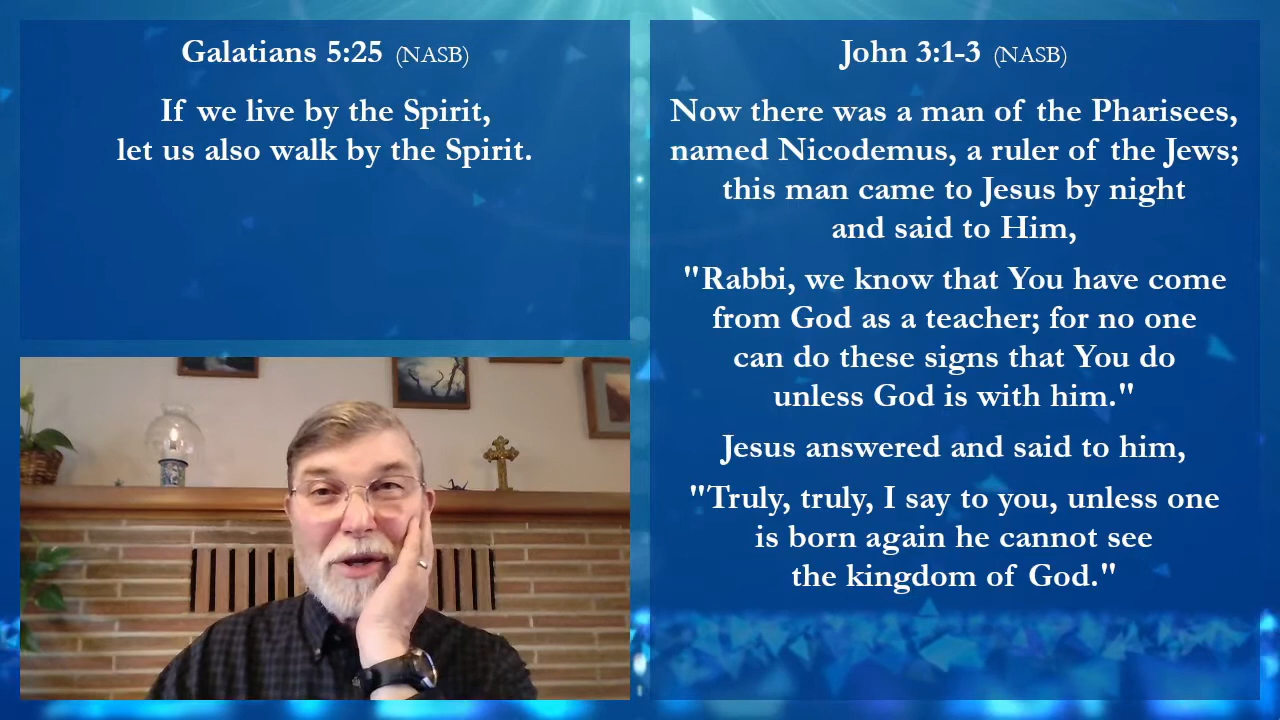 Galatians 5:25 (NASB)
If we live by the Spirit,
let us also walk by the Spirit.
John 3:1-3 (NASB)
Now there was a man of the Pharisees,
named Nicodemus, a ruler of the Jews;
this man came to Jesus by night
and said to Him,
"Rabbi, we know that You have come
from God as a teacher; for no one
can do these signs that You do
unless God is with him."
Jesus answered and said to him,
"Truly, truly, I say to you, unless one
is born again he cannot see
the kingdom of God."